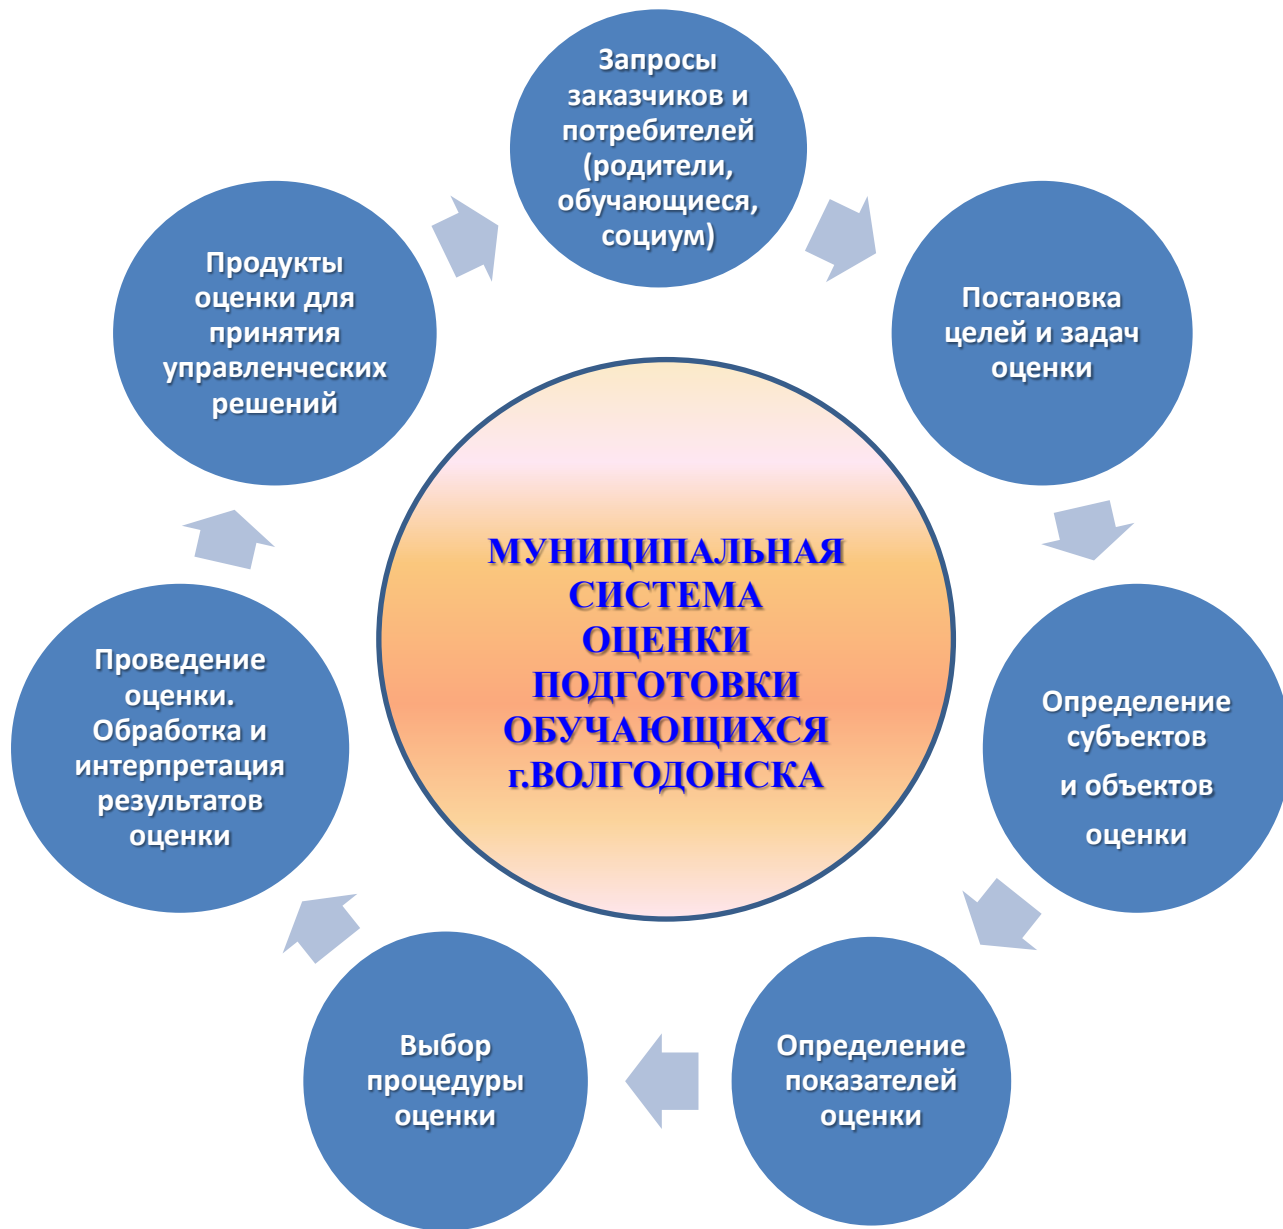 Запросы
заказчиков и
потребителей
(родители,
обучающиеся,
социум)
Постановка
целей и задач
оценки
Определение
субъектов
и объектов
оценки
Определение
показателей
оценки
Выбор
процедуры
оценки
Проведение
оценки.
Обработка и
интерпретация
результатов
оценки
Продукты
оценки для
принятия
управленческих
решений
МУНИЦИПАЛЬНАЯ
СИСТЕМА
ОЦЕНКИ
ПОДГОТОВКИ
ОБУЧАЮЩИХСЯ
г.ВОЛГОДОНСКА